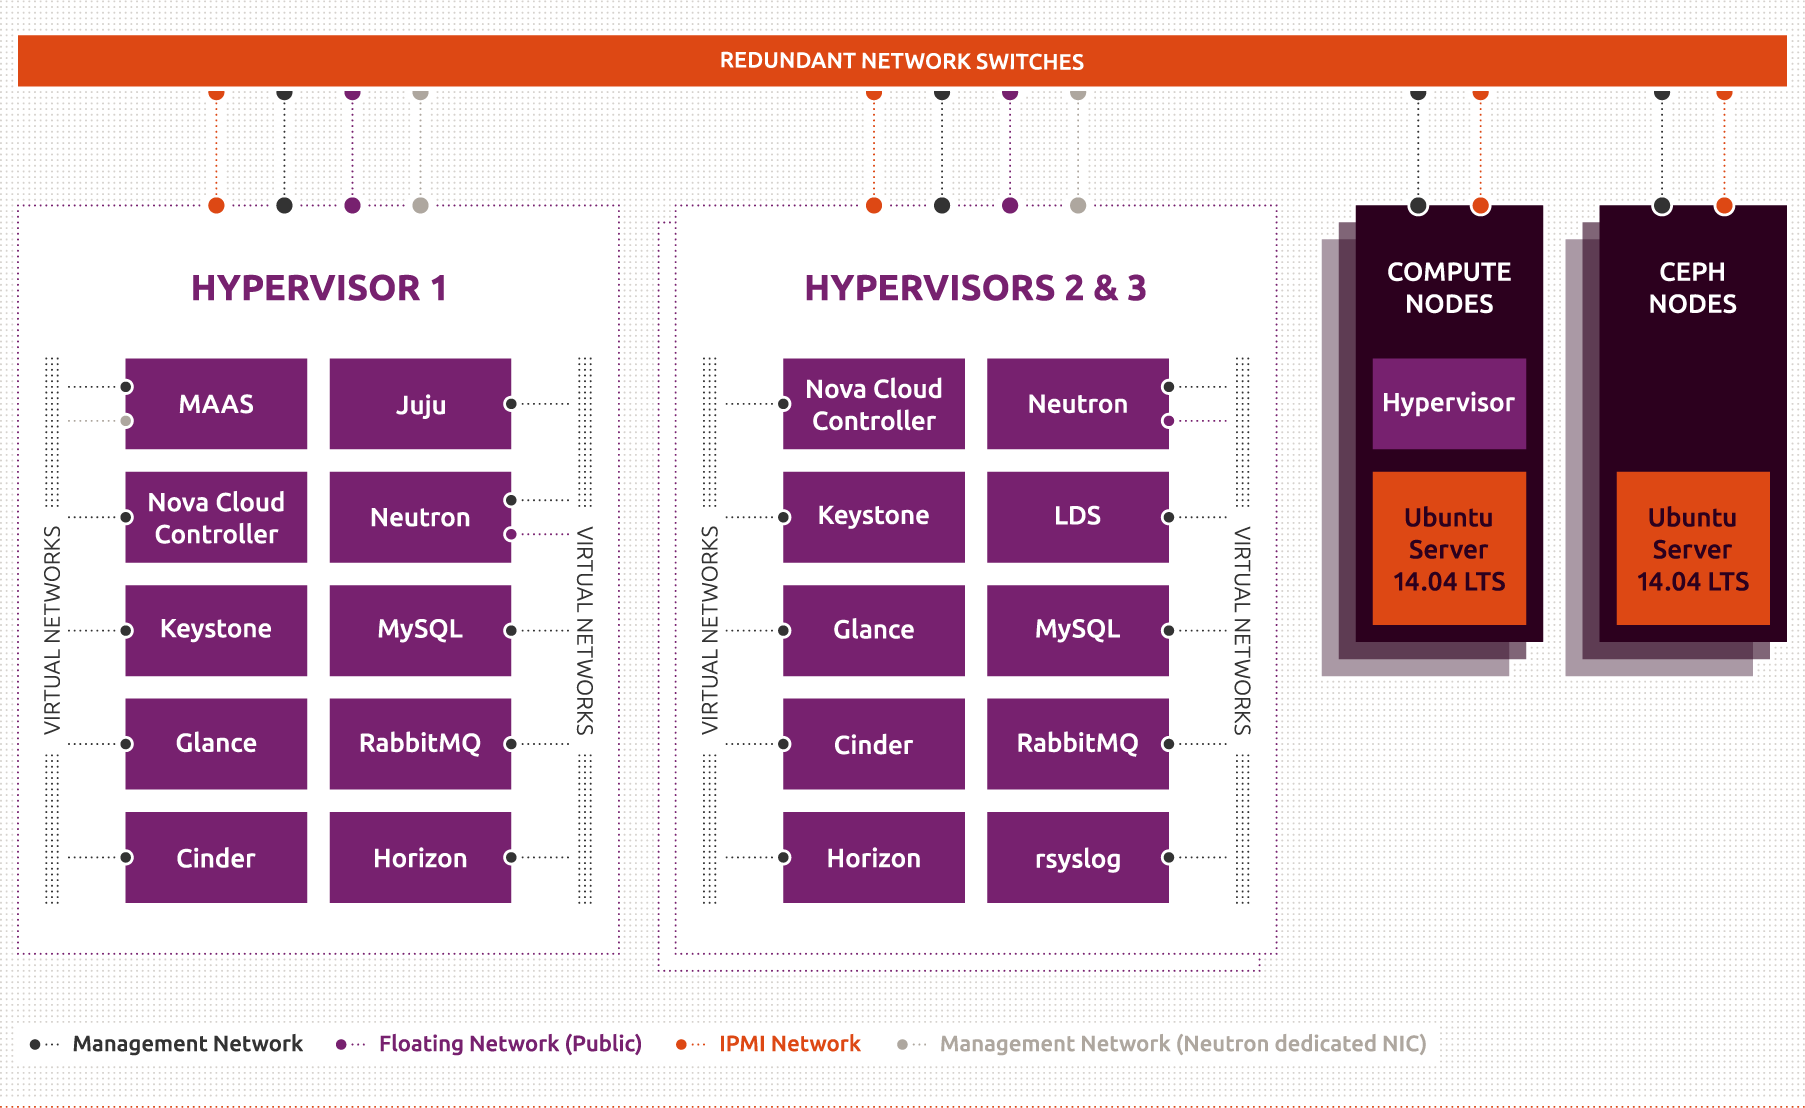 REDUNDANT NETWORK SWITCHES
HYPERVISOR 1
VIRTUAL NETWORKS
MAAS
Juju
Nova Cloud
Controller
Neutron
Keystone
MySQL
Glance
RabbitMQ
Cinder
Horizon
VIRTUAL NETWORKS
HYPERVISORS 2 & 3
VIRTUAL NETWORKS
Nova Cloud
Controller
Neutron
Keystone
LDS
Glance
MySQL
Cinder
RabbitMQ
Horizon
rsyslog
VIRTUAL NETWORKS
COMPUTE
NODES
Hypervisor
Ubuntu
Server
14.04 LTS
CEPH
NODES
Ubuntu
Server
14.04 LTS
Management Network
Floating Network (Public)
IPMI Network
Management Network (Neutron dedicated NIC)